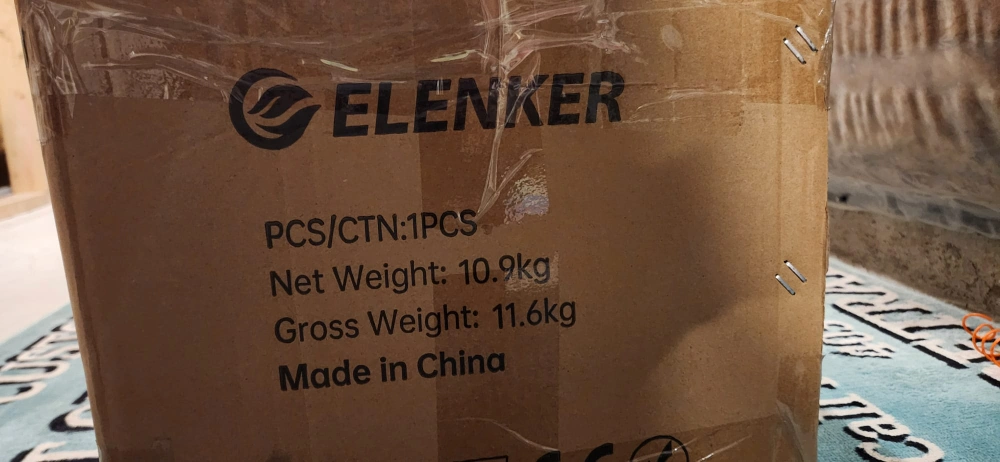 ELENKER
PCS/CTN:1PCS
Net Weight: 10.9kg
Gross Weight: 11.6kg
Made in China